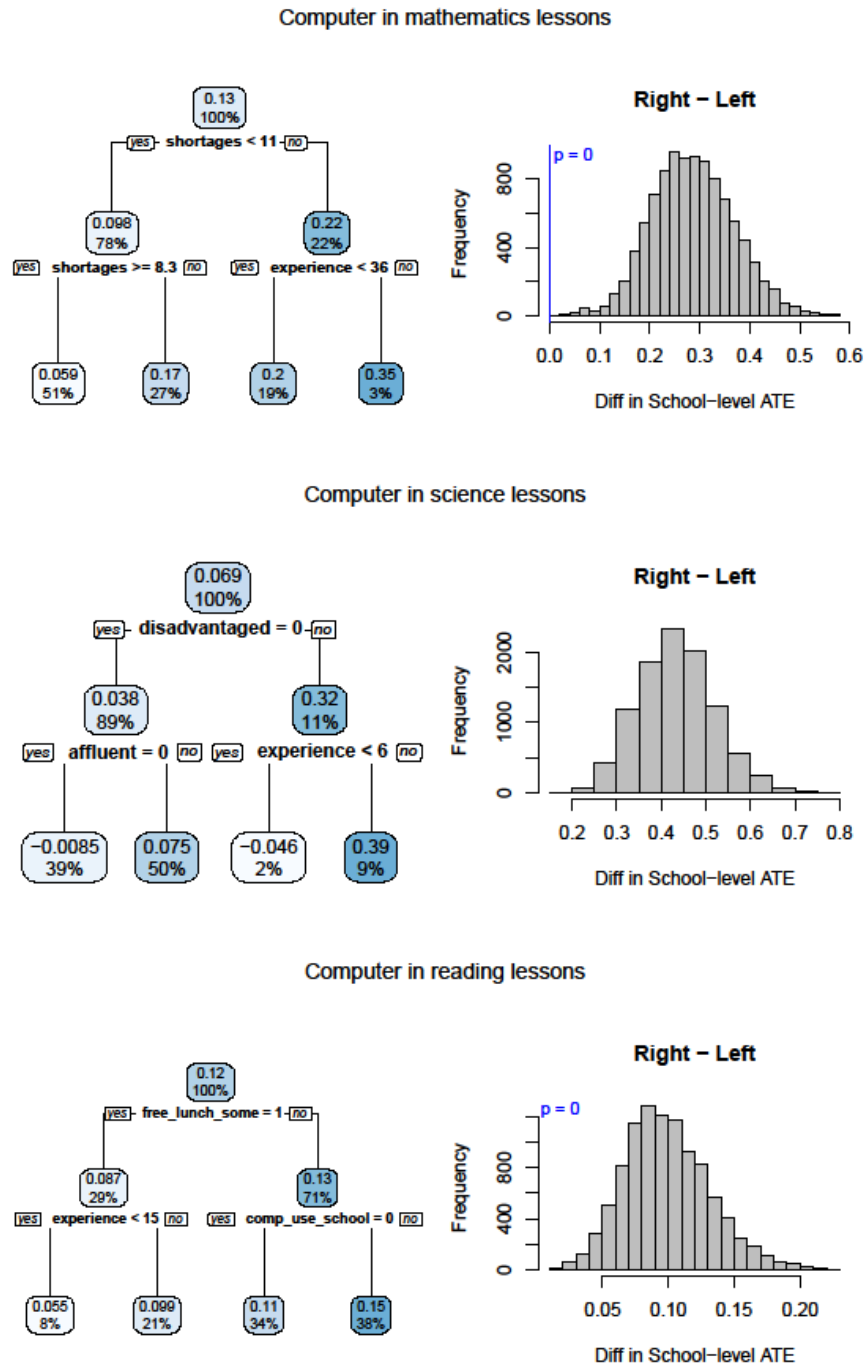 Computer in mathematics lessons
0.13
100%
yes shortages < 11 no
0.098
78%
0.22
22%
yes shortages >= 8.3 no
yes experience < 36 no
0.059
51%
0.17
27%
0.2
19%
0.35
3%
Right − Left
p = 0
Frequency
0 400 800
0.0 0.1 0.2 0.3 0.4 0.5 0.6
Diff in School−level ATE
Computer in science lessons
0.069
100%
yes disadvantaged = 0 no
0.038
89%
0.32
11%
yes affluent = 0 no
yes experience < 6 no
−0.0085
39%
0.075
50%
−0.046
2%
0.39
9%
Right − Left
Frequency
0 1000 2000
0.2 0.3 0.4 0.5 0.6 0.7 0.8
Diff in School−level ATE
Computer in reading lessons
0.12
100%
yes free_lunch_some = 1 no
0.087
29%
0.13
71%
yes experience < 15 no
yes comp_use_school = 0 no
0.055
8%
0.099
21%
0.11
34%
0.15
38%
Right − Left
p = 0
Frequency
0 400 800
0.05 0.10 0.15 0.20
Diff in School−level ATE